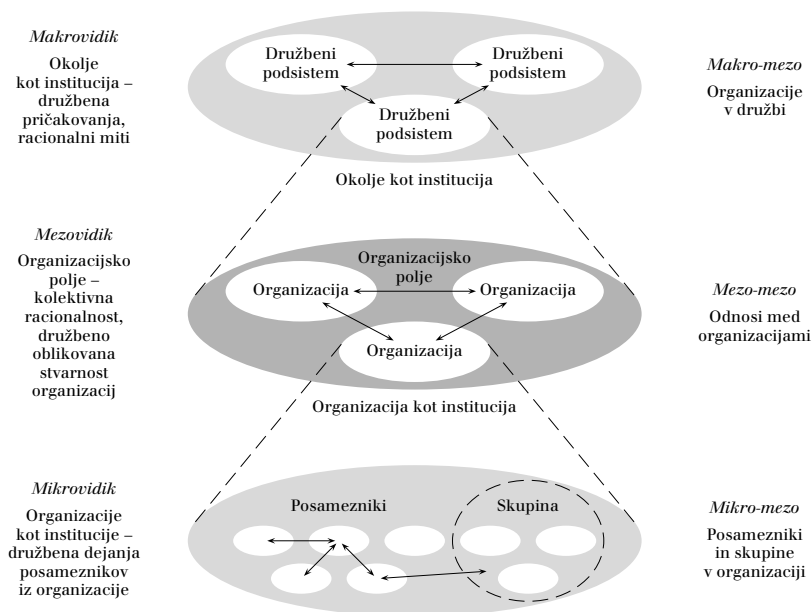 Makrovidik
Okolje
kot institucija –
družbena
pričakovanja,
racionalni miti
Družbeni
podsistem
Družbeni
podsistem
Družbeni
podsistem
Okolje kot institucija
Makro-mezo
Organizacije
v družbi
Mezovidik
Organizacijsko
polje –
kolektivna
racionalnost,
družbeno
oblikovana
stvarnost
organizacij
Organizacijsko
polje
Organizacija
Organizacija
Organizacija
Organizacija kot institucija
Mezo-mezo
Odnosi med
organizacijami
Mikrovidik
Organizacije
kot institucije –
družbena dejanja
posameznikov
iz organizacije
Posamezniki
Skupina
Mikro-mezo
Posamezniki
in skupine
v organizaciji